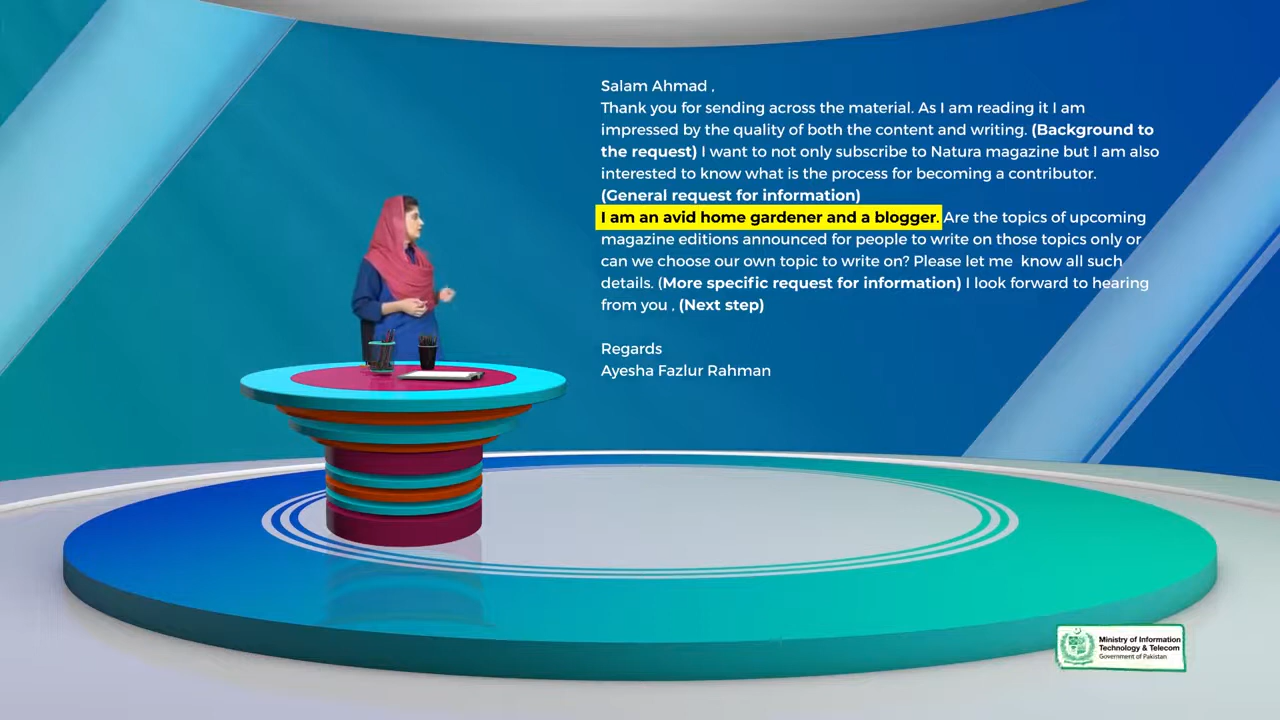 Salam Ahmad ,
Thank you for sending across the material. As I am reading it I am
impressed by the quality of both the content and writing. (Background to
the request) I want to not only subscribe to Natura magazine but I am also
interested to know what is the process for becoming a contributor.
(General request for information)
I am an avid home gardener and a blogger. Are the topics of upcoming
magazine editions announced for people to write on those topics only or
can we choose our own topic to write on? Please let me know all such
details. (More specific request for information) I look forward to hearing
from you , (Next step)
Regards
Ayesha Fazlur Rahman
Ministry of Information
Technology & Telecom
Government of Pakistan